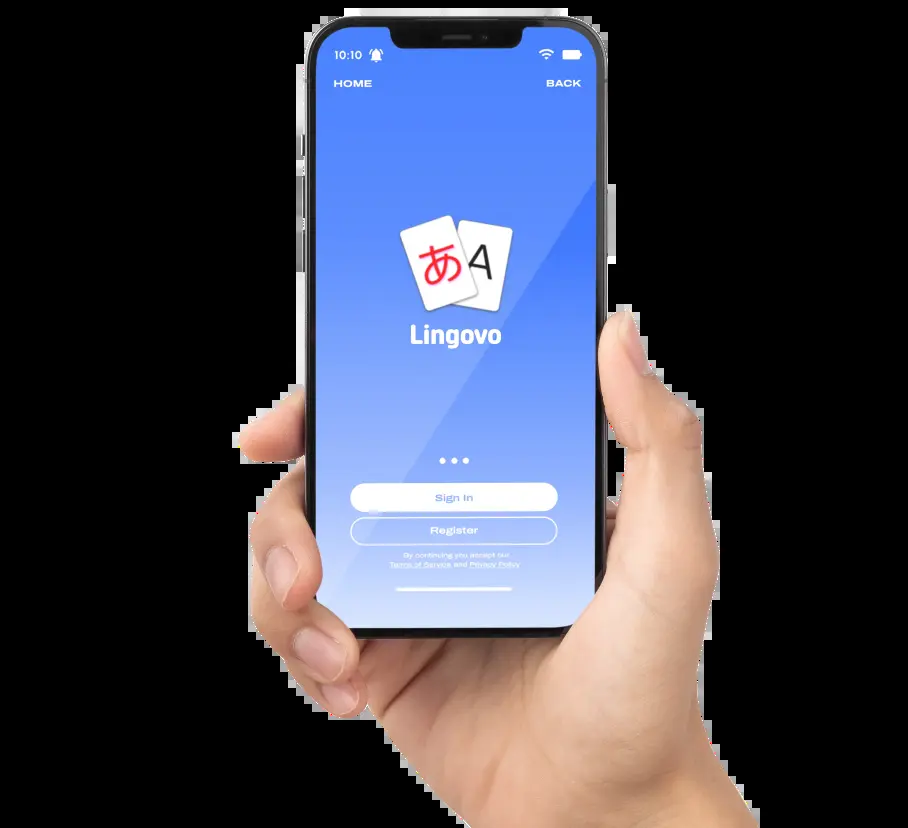 10:10
HOME BACK
あ A
Lingovo
Sign In
Register
By continuing you accept our
Terms of Service and Privacy Policy